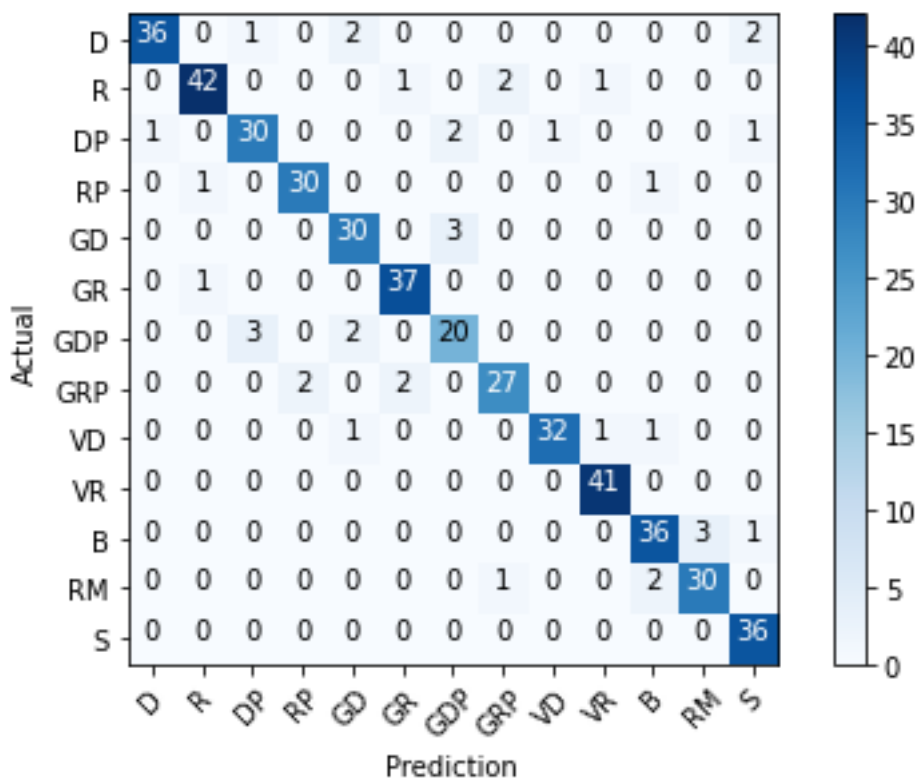 D 36 0 1 0 2 0 0 0 0 0 0 0 2
R 0 42 0 0 0 1 0 2 0 1 0 0 0
DP 1 0 30 0 0 0 2 0 1 0 0 0 1
RP 0 1 0 30 0 0 0 0 0 0 1 0 0
GD 0 0 0 0 30 0 3 0 0 0 0 0 0
GR 0 1 0 0 0 37 0 0 0 0 0 0 0
GDP 0 0 3 0 2 0 20 0 0 0 0 0 0
GRP 0 0 0 2 0 2 0 27 0 0 0 0 0
VD 0 0 0 0 1 0 0 0 32 1 1 0 0
VR 0 0 0 0 0 0 0 0 0 41 0 0 0
B 0 0 0 0 0 0 0 0 0 0 36 3 1
RM 0 0 0 0 0 0 0 1 0 0 2 30 0
S 0 0 0 0 0 0 0 0 0 0 0 0 36
D R DP RP GD GR GDP GRP VD VR B RM S
Actual
Prediction
40
35
30
25
20
15
10
5
0